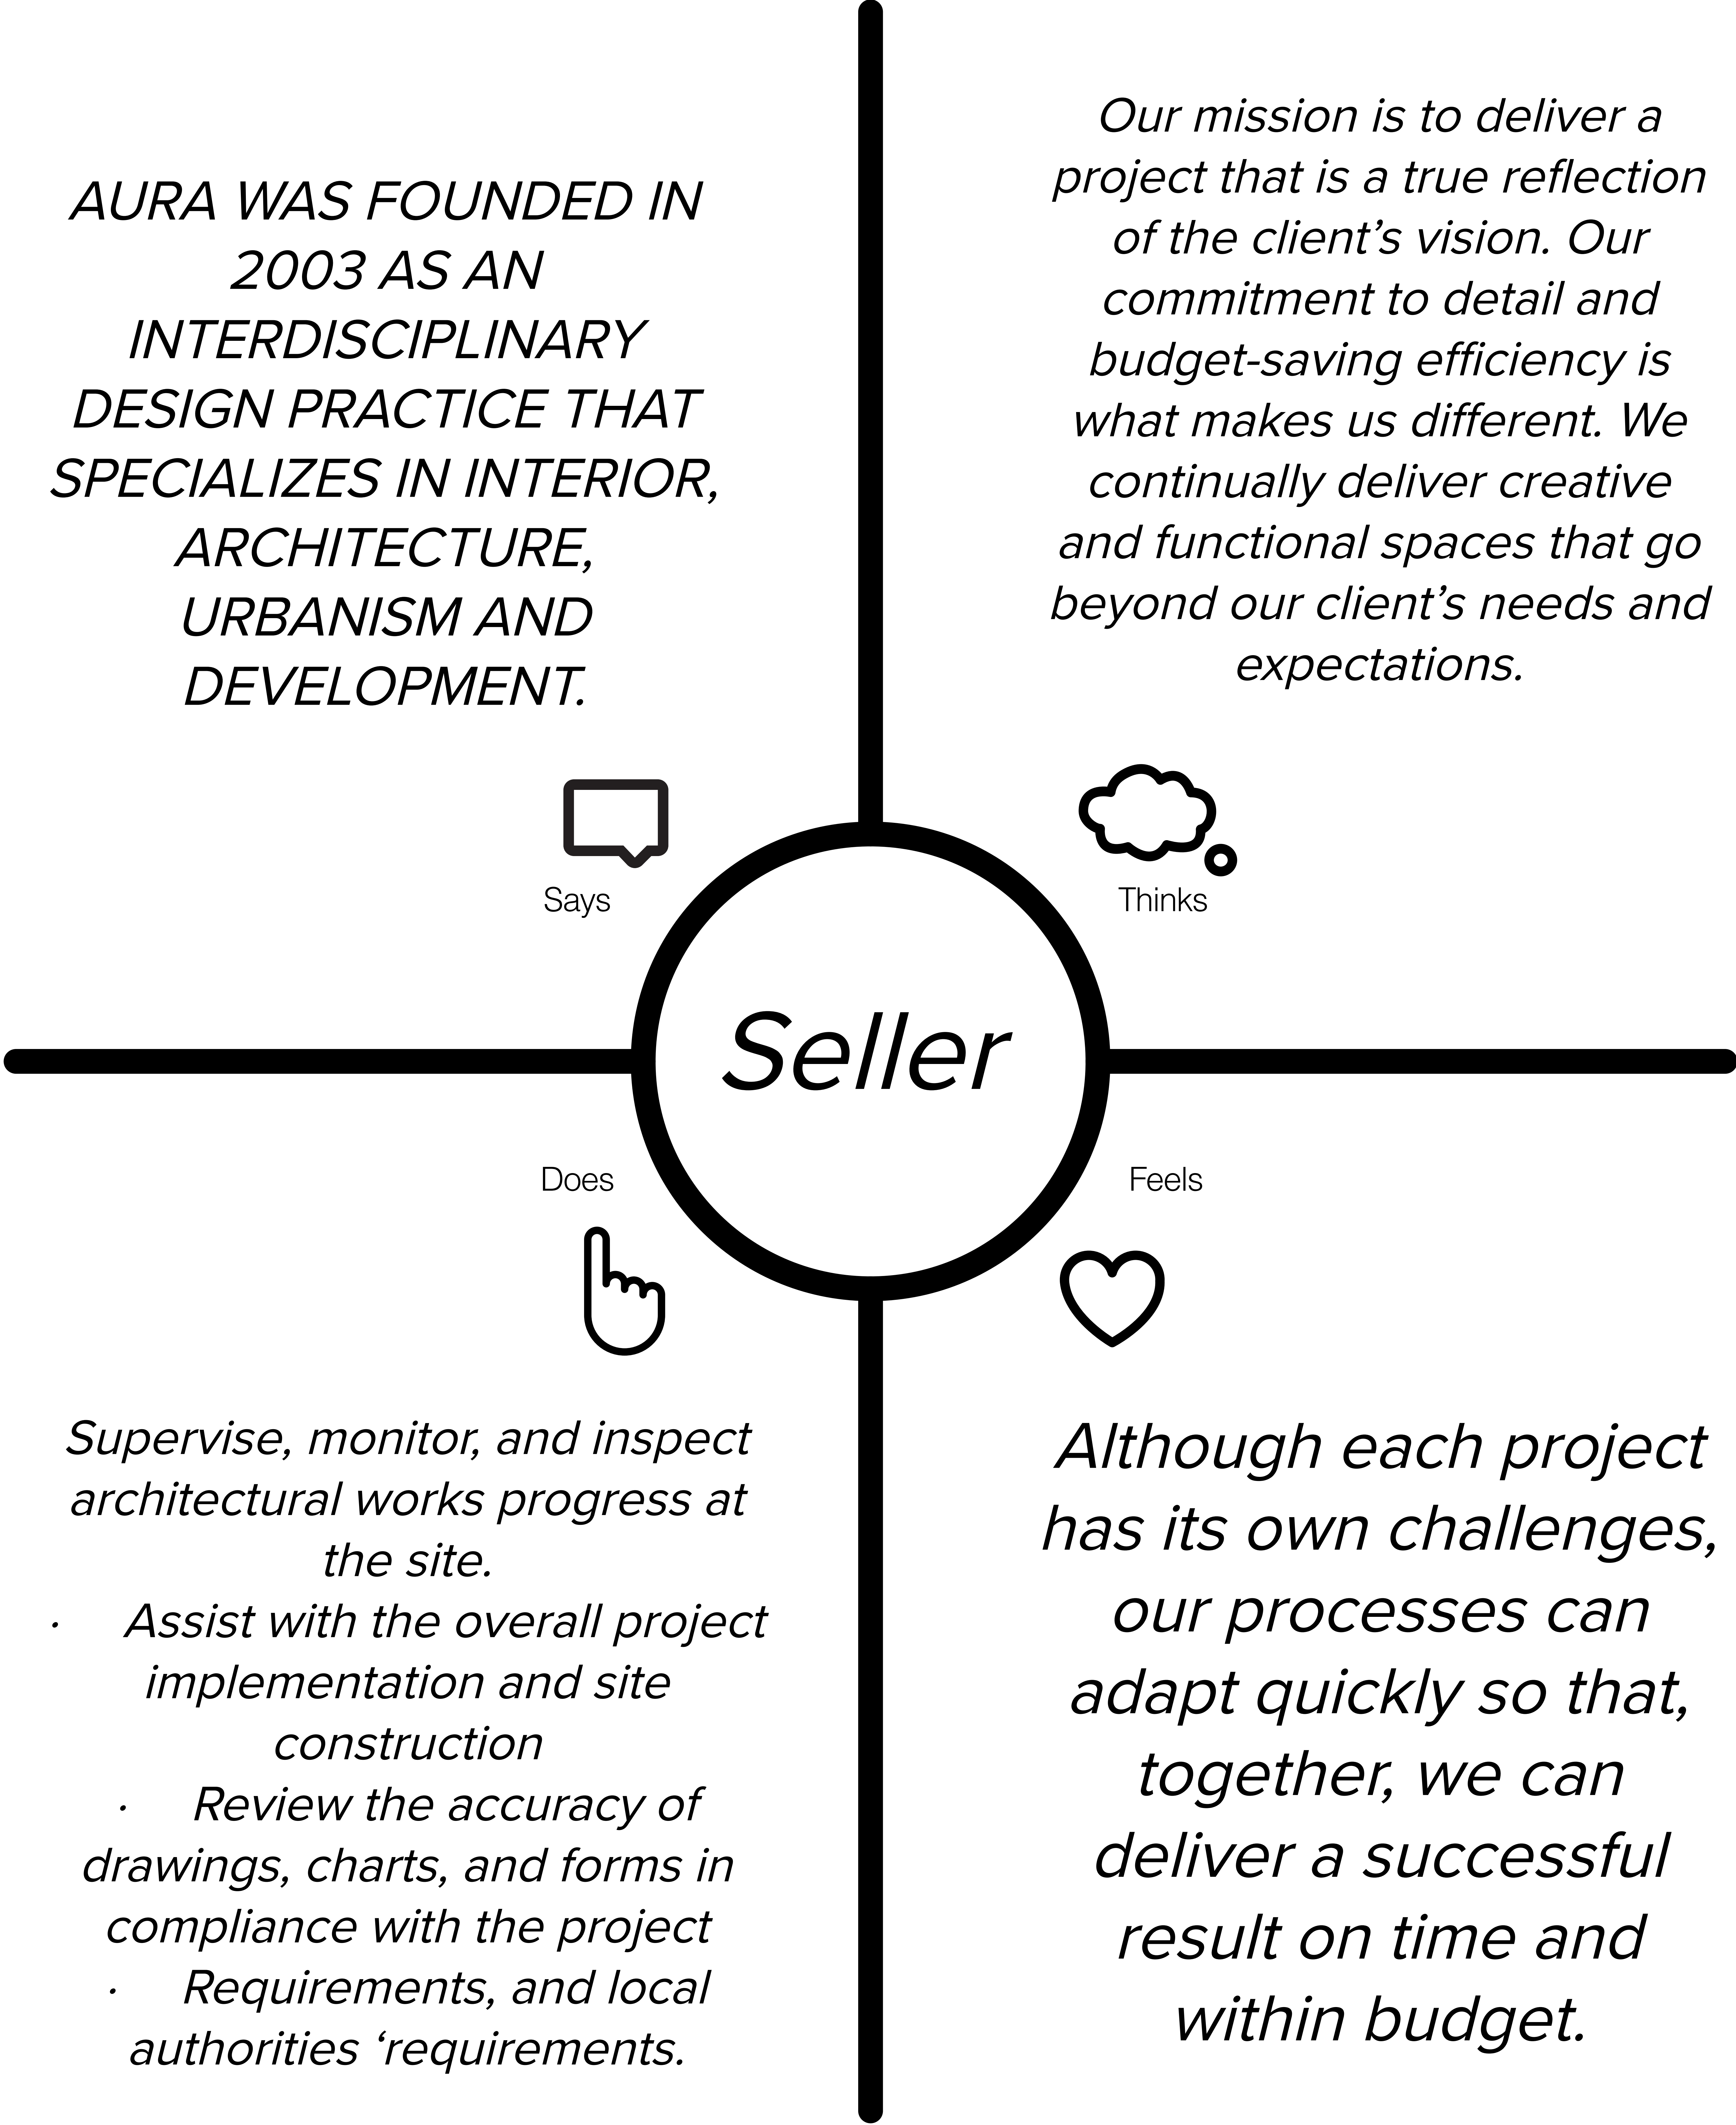 AURA WAS FOUNDED IN
2003 AS AN
INTERDISCIPLINARY
DESIGN PRACTICE THAT
SPECIALIZES IN INTERIOR,
ARCHITECTURE,
URBANISM AND
DEVELOPMENT.
Says
Our mission is to deliver a
project that is a true reflection
of the client’s vision. Our
commitment to detail and
budget-saving efficiency is
what makes us different. We
continually deliver creative
and functional spaces that go
beyond our client’s needs and
expectations.
Thinks
Seller
Does
Supervise, monitor, and inspect
architectural works progress at
the site.
· Assist with the overall project
implementation and site
construction
· Review the accuracy of
drawings, charts, and forms in
compliance with the project
· Requirements, and local
authorities ‘requirements.
Feels
Although each project
has its own challenges,
our processes can
adapt quickly so that,
together, we can
deliver a successful
result on time and
within budget.